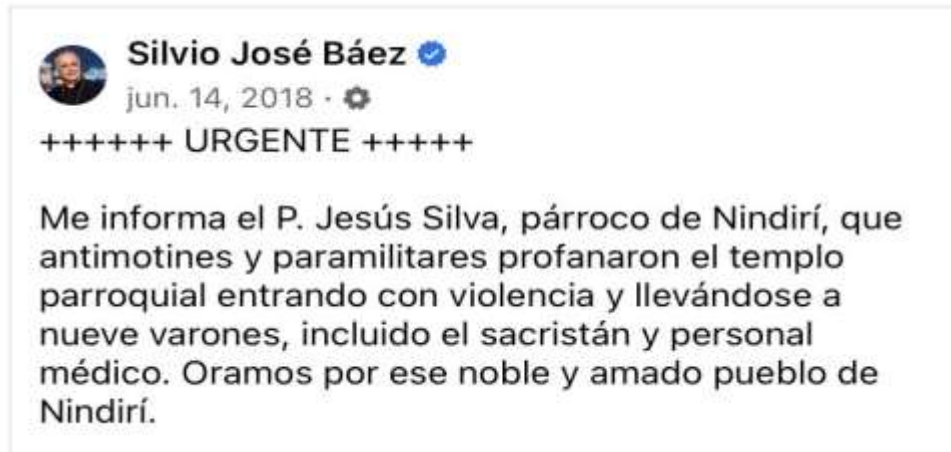 Silvio José Báez
jun. 14, 2018 ·
++++++ URGENTE +++++
Me informa el P. Jesús Silva, párroco de Nindirí, que
antimotines y paramilitares profanaron el templo
parroquial entrando con violencia y llevándose a
nueve varones, incluido el sacristán y personal
médico. Oramos por ese noble y amado pueblo de
Nindirí.